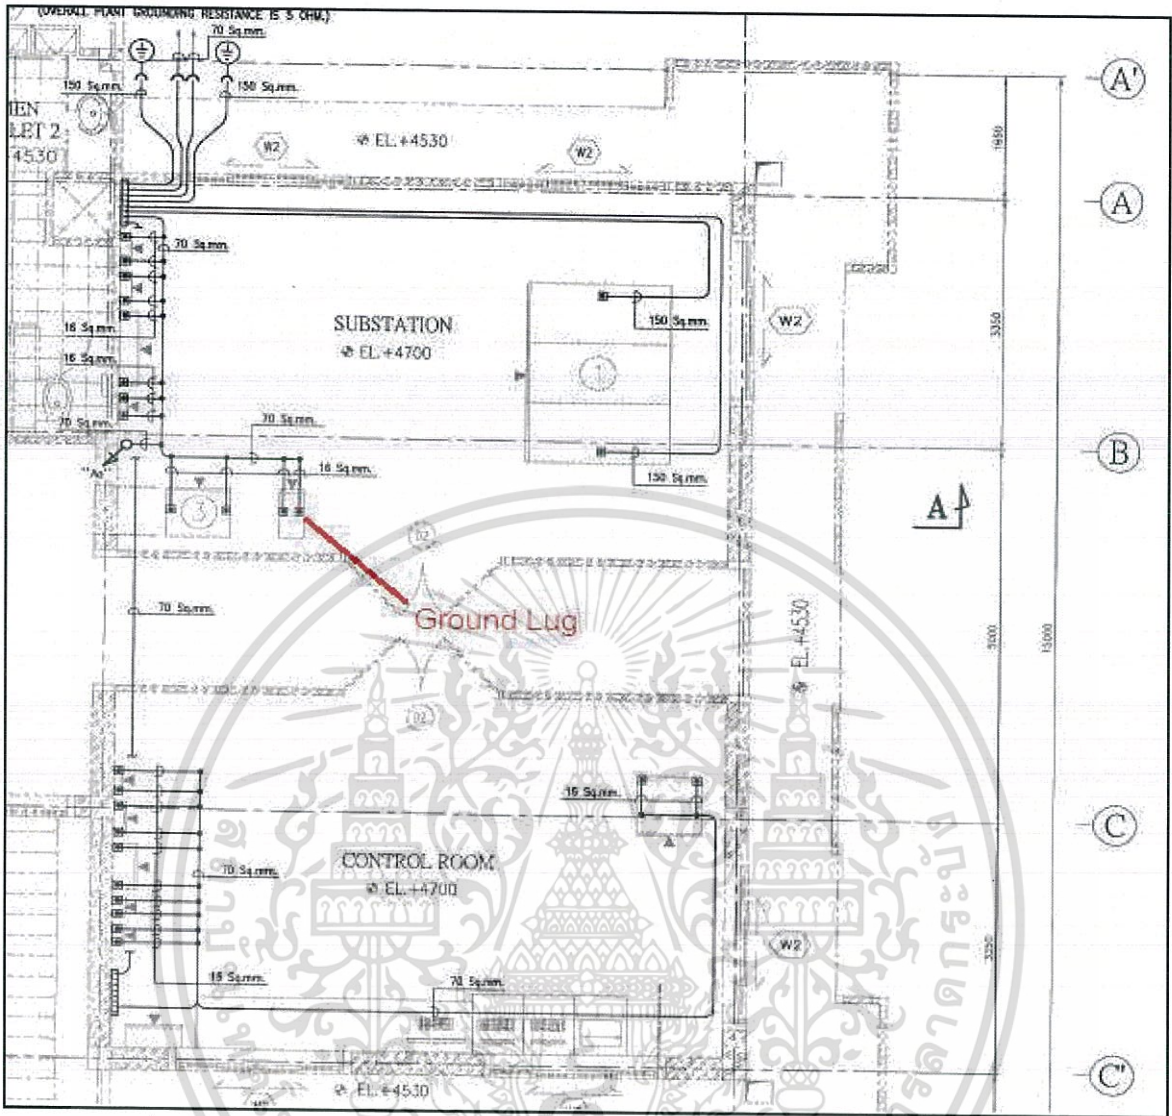 (OVERALL PLANT GROUNDING RESISTANCE IS 5 OHM.)
70 Sq.mm.
150 Sq.mm.
150 Sq.mm.
A'
LET 2
4530
W2
EL.+4530
W2
1650
A
70 Sq.mm.
SUBSTATION
EL.+4700
150 Sq.mm.
W2
3350
16 Sq.mm.
16 Sq.mm.
1
70 Sq.mm.
70 Sq.mm.
B
16 Sq.mm.
150 Sq.mm.
3
A
D2
70 Sq.mm.
Ground Lug
EL.+4530
5000
15000
D2
16 Sq.mm.
C
CONTROL ROOM
EL.+4700
70 Sq.mm.
W2
16 Sq.mm.
70 Sq.mm.
EL.+4530
C"